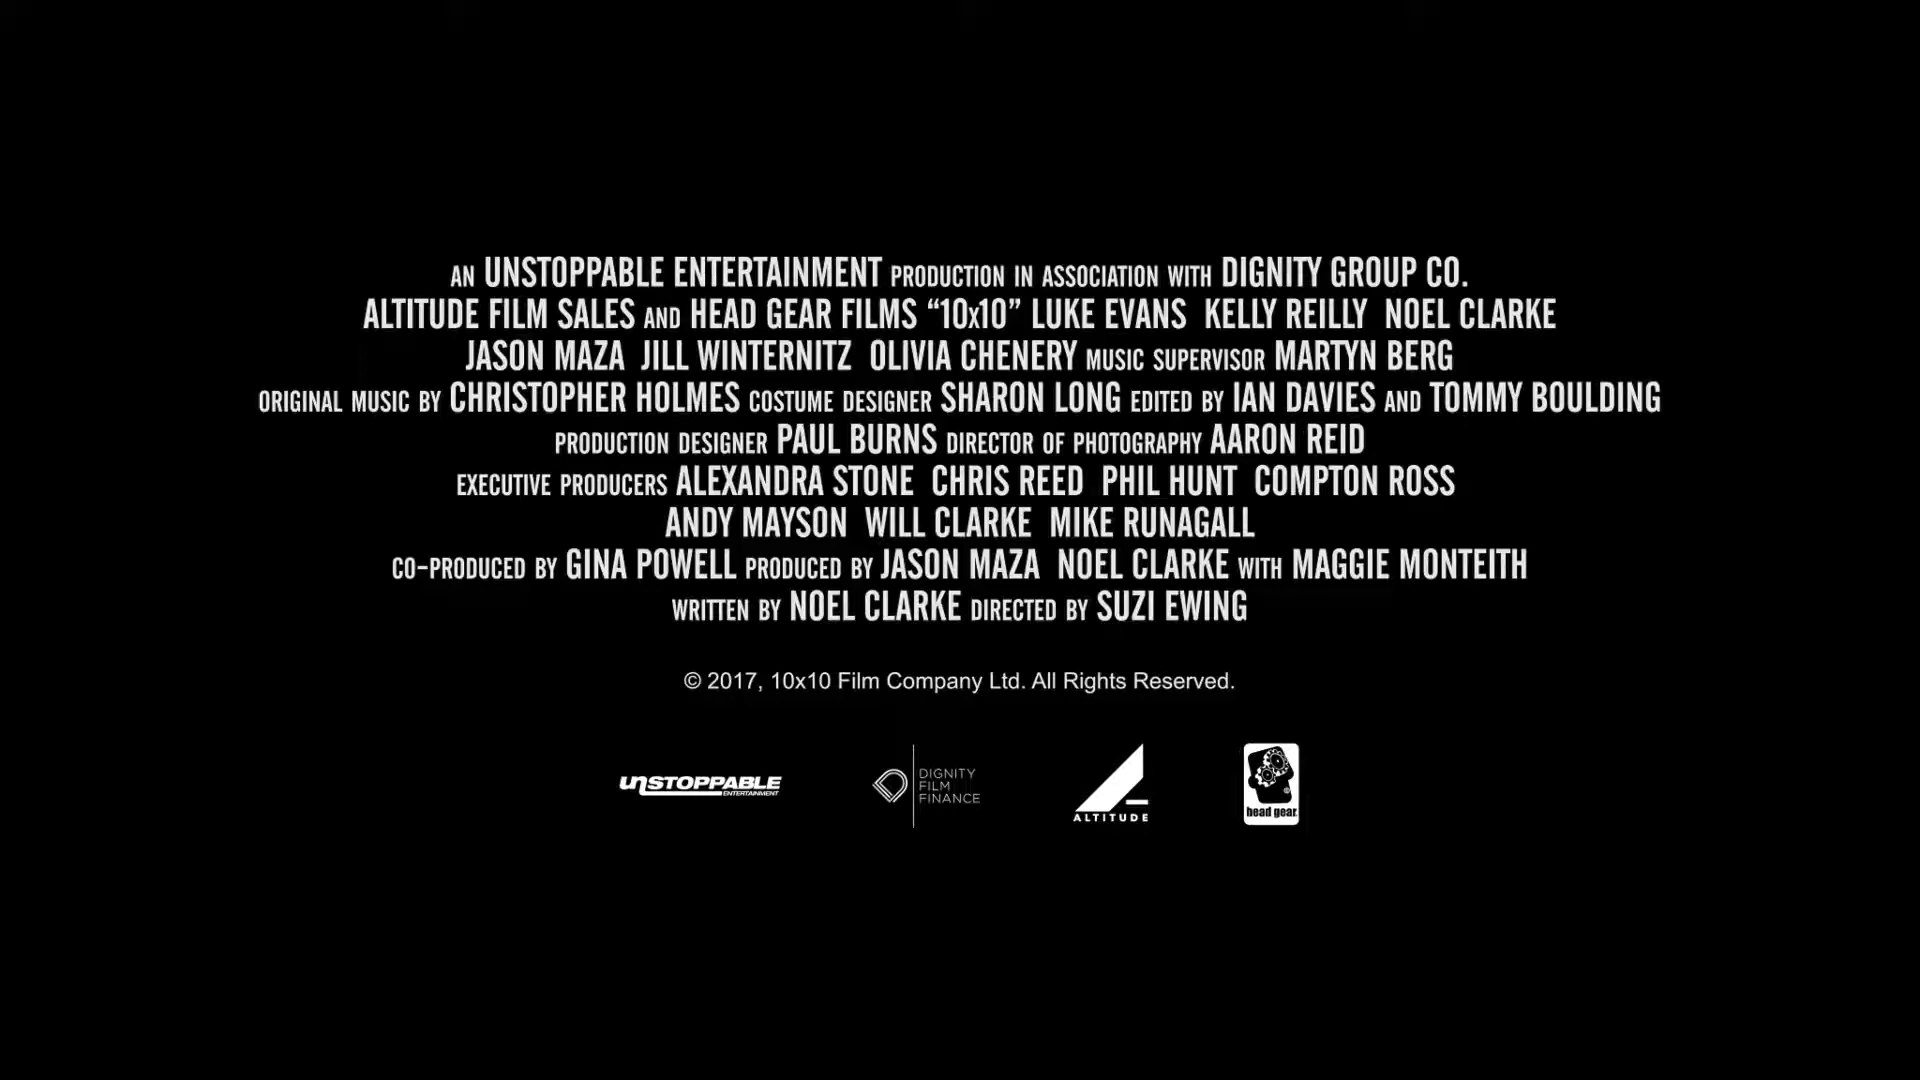 AN UNSTOPPABLE ENTERTAINMENT PRODUCTION IN ASSOCIATION WITH DIGNITY GROUP CO.
ALTITUDE FILM SALES AND HEAD GEAR FILMS “10x10” LUKE EVANS KELLY REILLY NOEL CLARKE
JASON MAZA JILL WINTERNITZ OLIVIA CHENERY MUSIC SUPERVISOR MARTYN BERG
ORIGINAL MUSIC BY CHRISTOPHER HOLMES COSTUME DESIGNER SHARON LONG EDITED BY IAN DAVIES AND TOMMY BOULDING
PRODUCTION DESIGNER PAUL BURNS DIRECTOR OF PHOTOGRAPHY AARON REID
EXECUTIVE PRODUCERS ALEXANDRA STONE CHRIS REED PHIL HUNT COMPTON ROSS
ANDY MAYSON WILL CLARKE MIKE RUNAGALL
CO-PRODUCED BY GINA POWELL PRODUCED BY JASON MAZA NOEL CLARKE WITH MAGGIE MONTEITH
WRITTEN BY NOEL CLARKE DIRECTED BY SUZI EWING
© 2017, 10x10 Film Company Ltd. All Rights Reserved.
UNSTOPPABLE
ENTERTAINMENT
DIGNITY
FILM
FINANCE
ALTITUDE
head gear